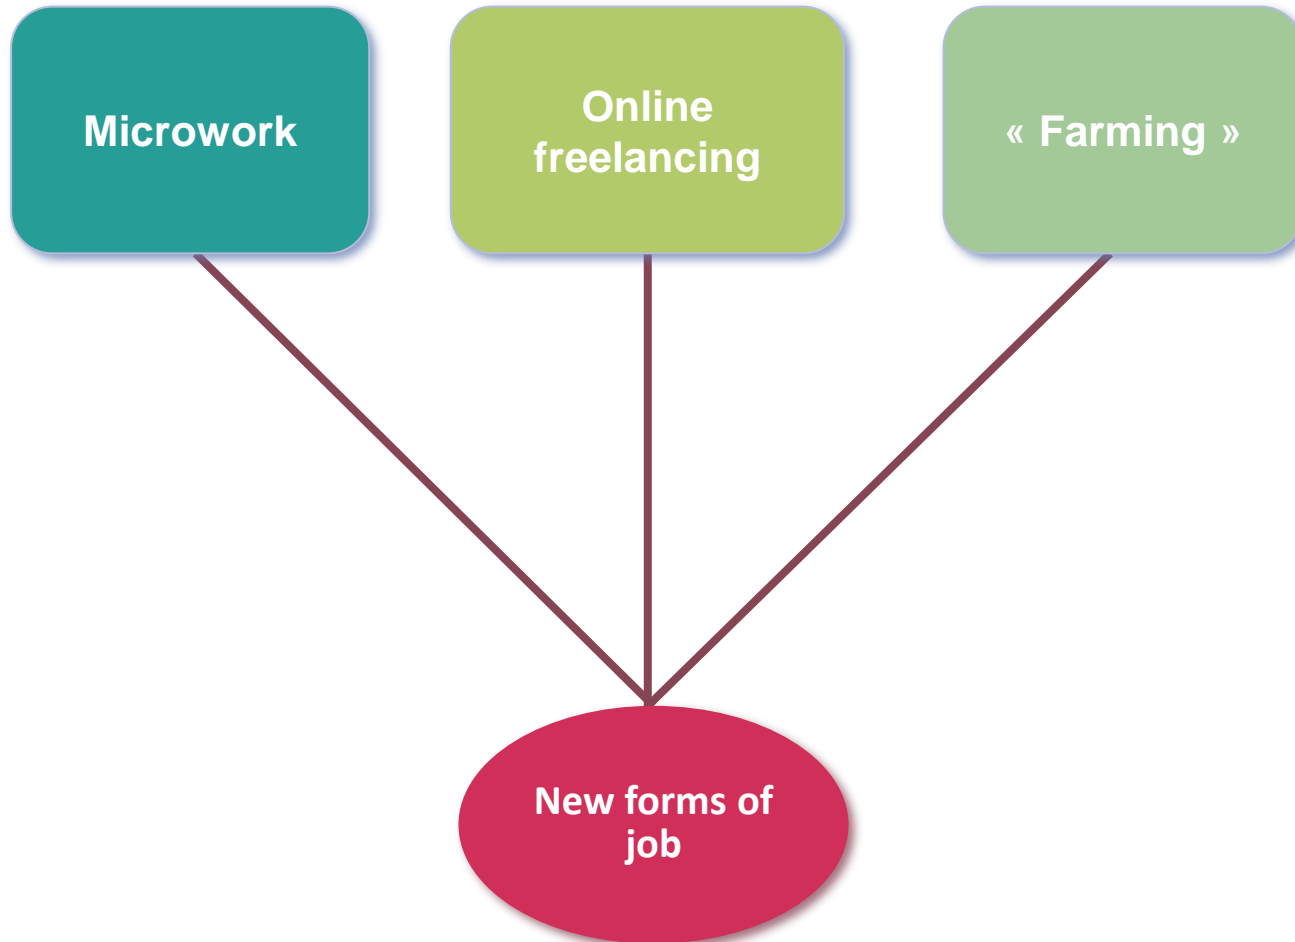 Microwork
Online
freelancing
« Farming »
New forms of
job